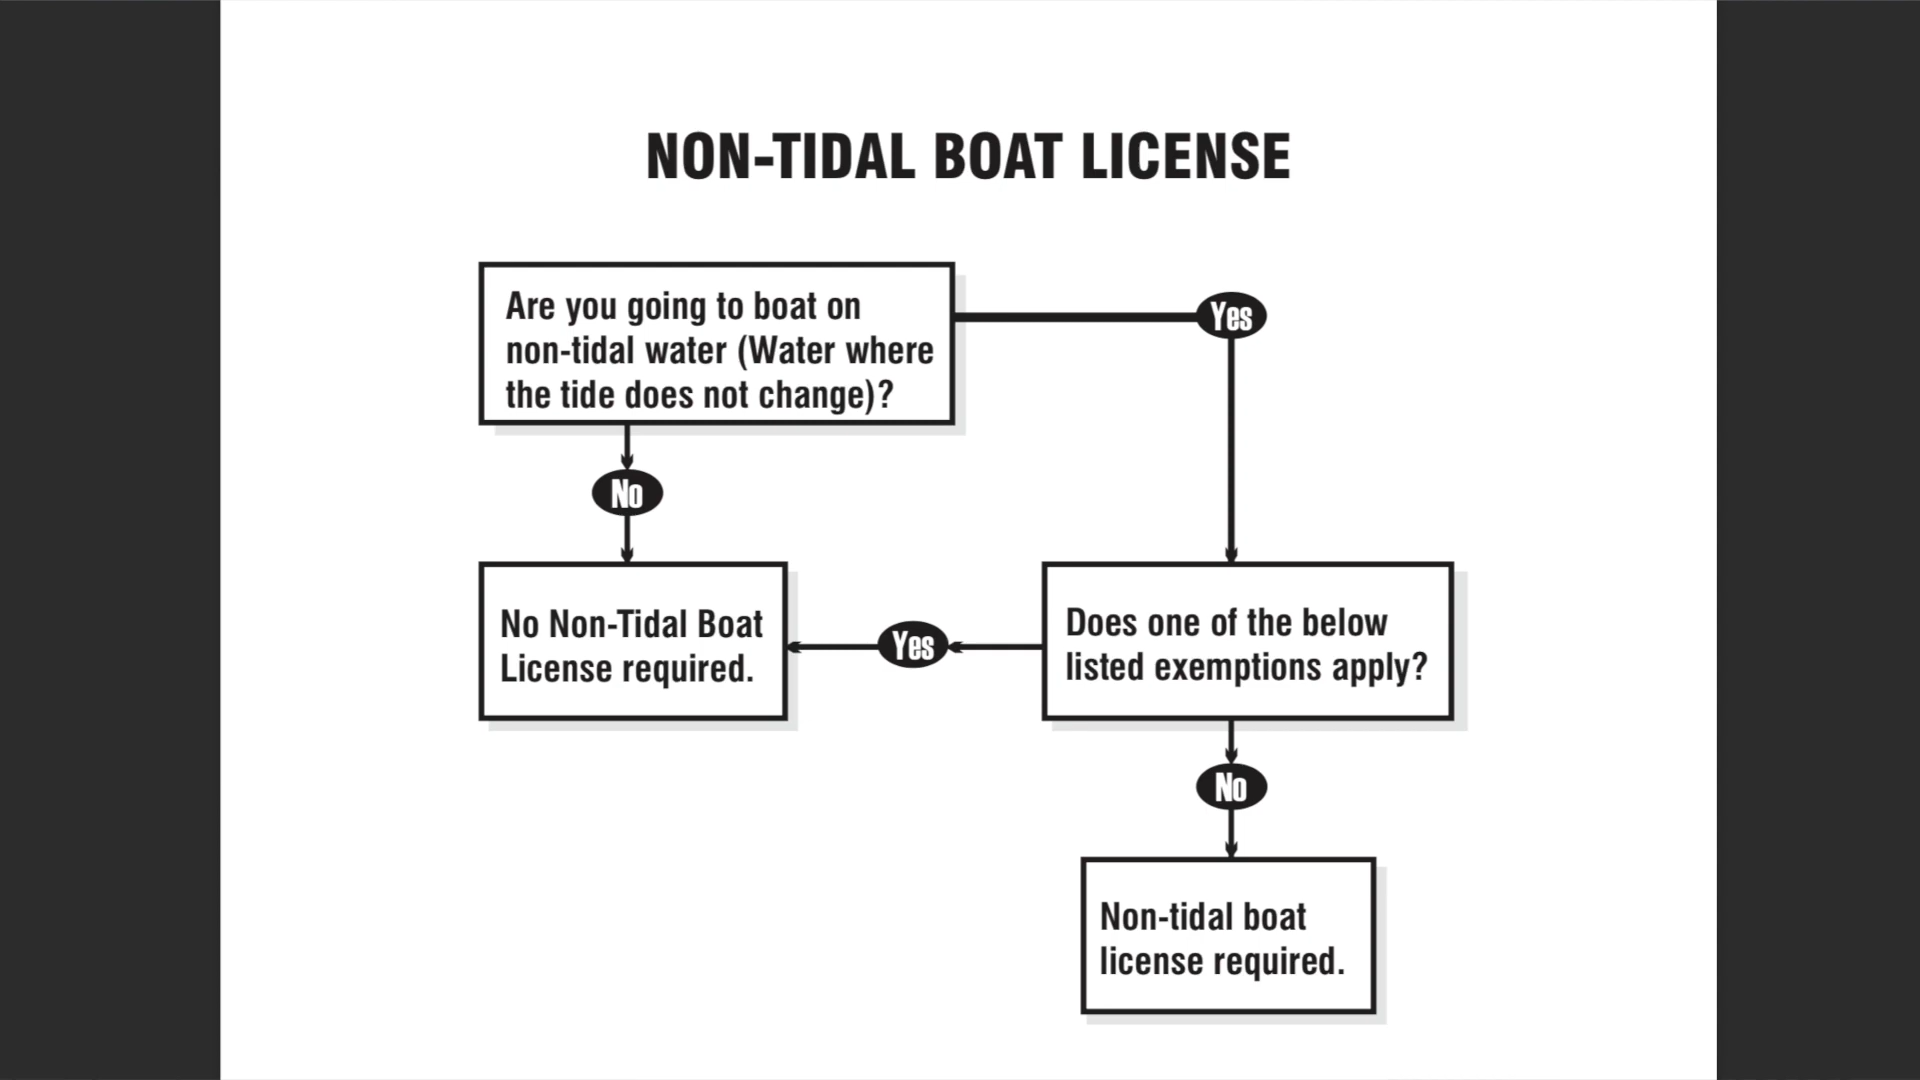 NON-TIDAL BOAT LICENSE
Are you going to boat on
non-tidal water (Water where
the tide does not change)?
Yes
No
No Non-Tidal Boat
License required.
Yes
Does one of the below
listed exemptions apply?
No
Non-tidal boat
license required.